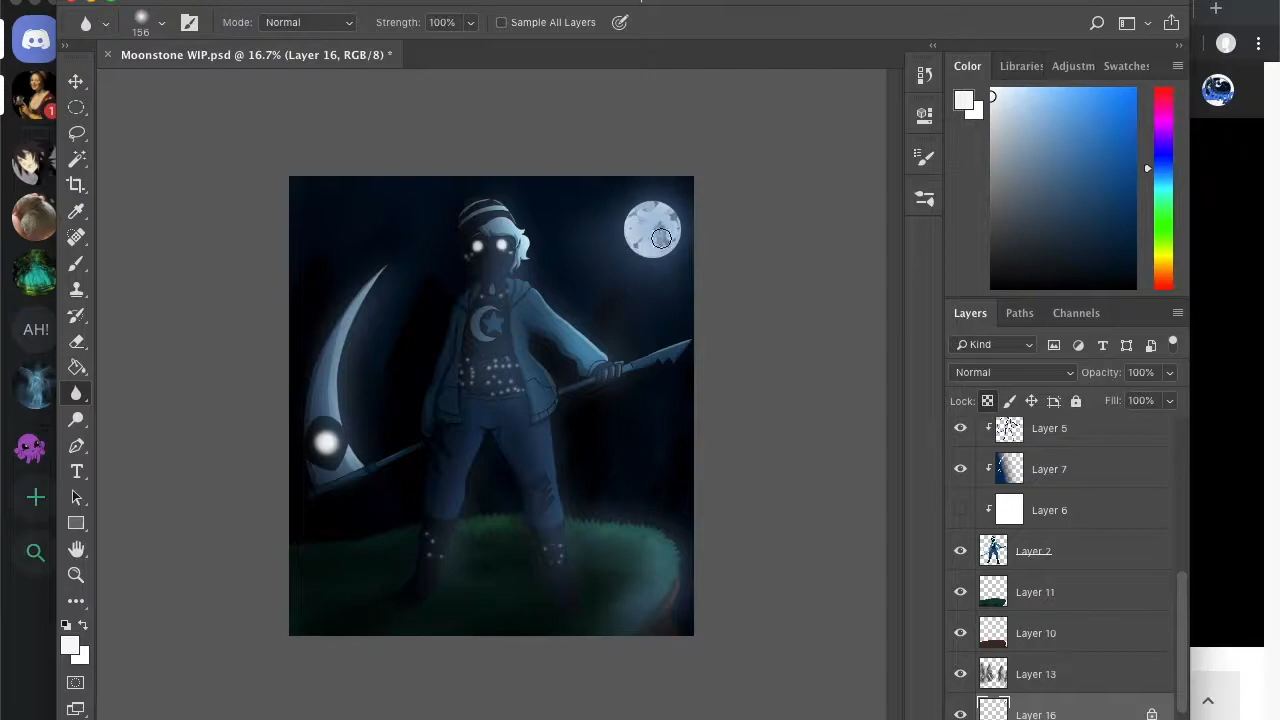 156
Mode: Normal
Strength: 100%
Sample All Layers
Moonstone WIP.psd @ 16.7% (Layer 16, RGB/8) *
1
AH!
Color
Libraries
Adjustm
Swatches
Layers
Paths
Channels
Kind
Normal
Opacity: 100%
Lock:
Fill: 100%
Layer 5
Layer 7
Layer 6
Layer 2
Layer 11
Layer 10
Layer 13
Layer 16